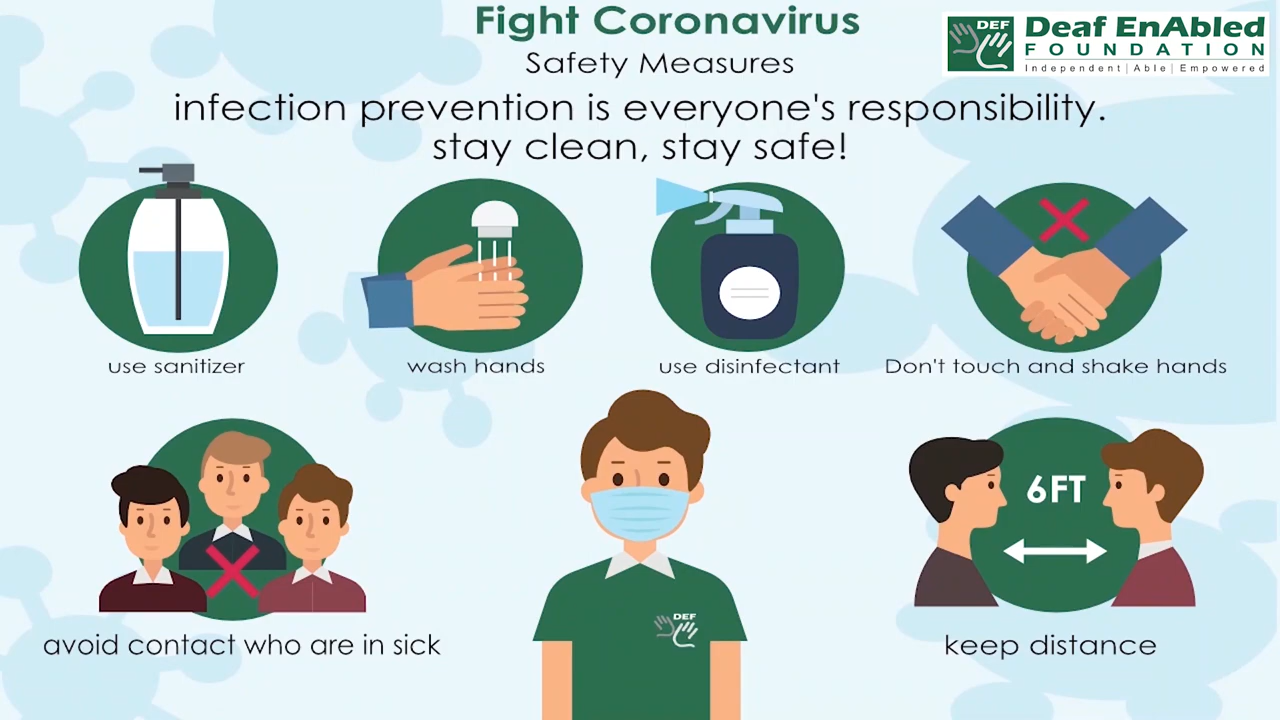 Fight Coronavirus
Safety Measures
DEF
Deaf EnAbled
FOUNDATION
Independent | Able | Empowered
infection prevention is everyone's responsibility.
stay clean, stay safe!
use sanitizer
wash hands
use disinfectant
Don't touch and shake hands
6FT
DEF
avoid contact who are in sick
keep distance